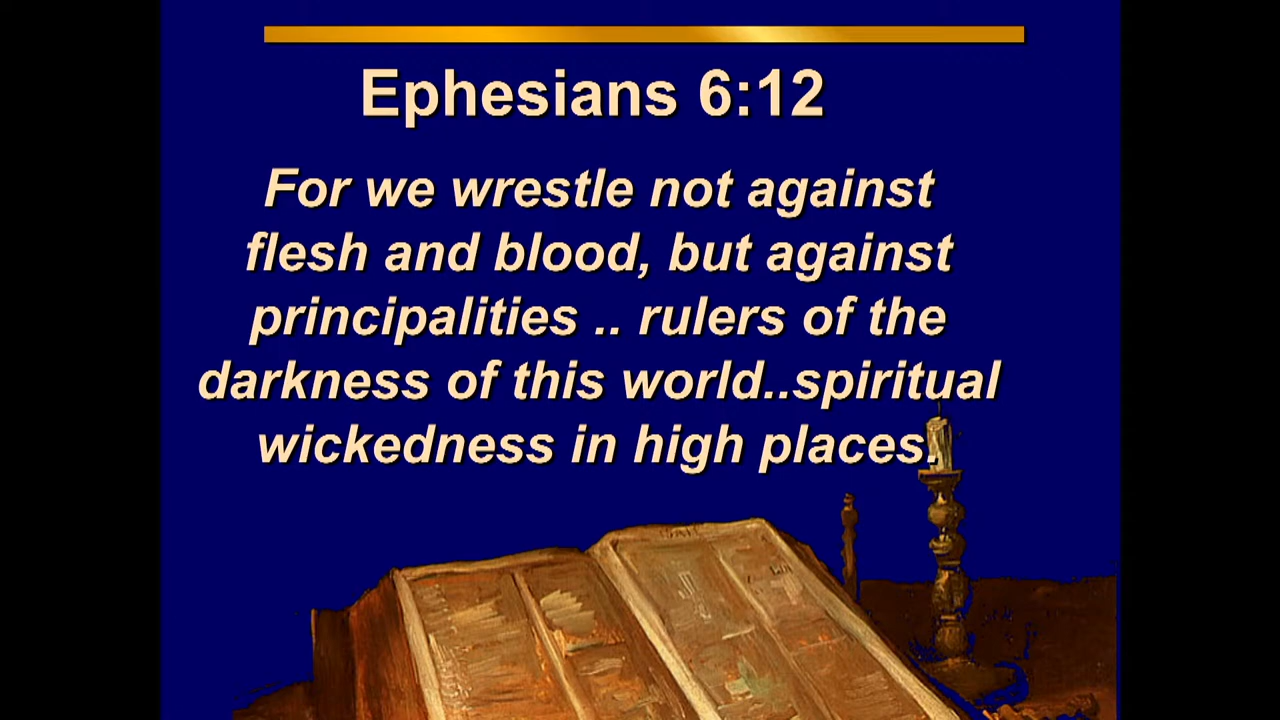 Ephesians 6:12
For we wrestle not against
flesh and blood, but against
principalities .. rulers of the
darkness of this world..spiritual
wickedness in high places.